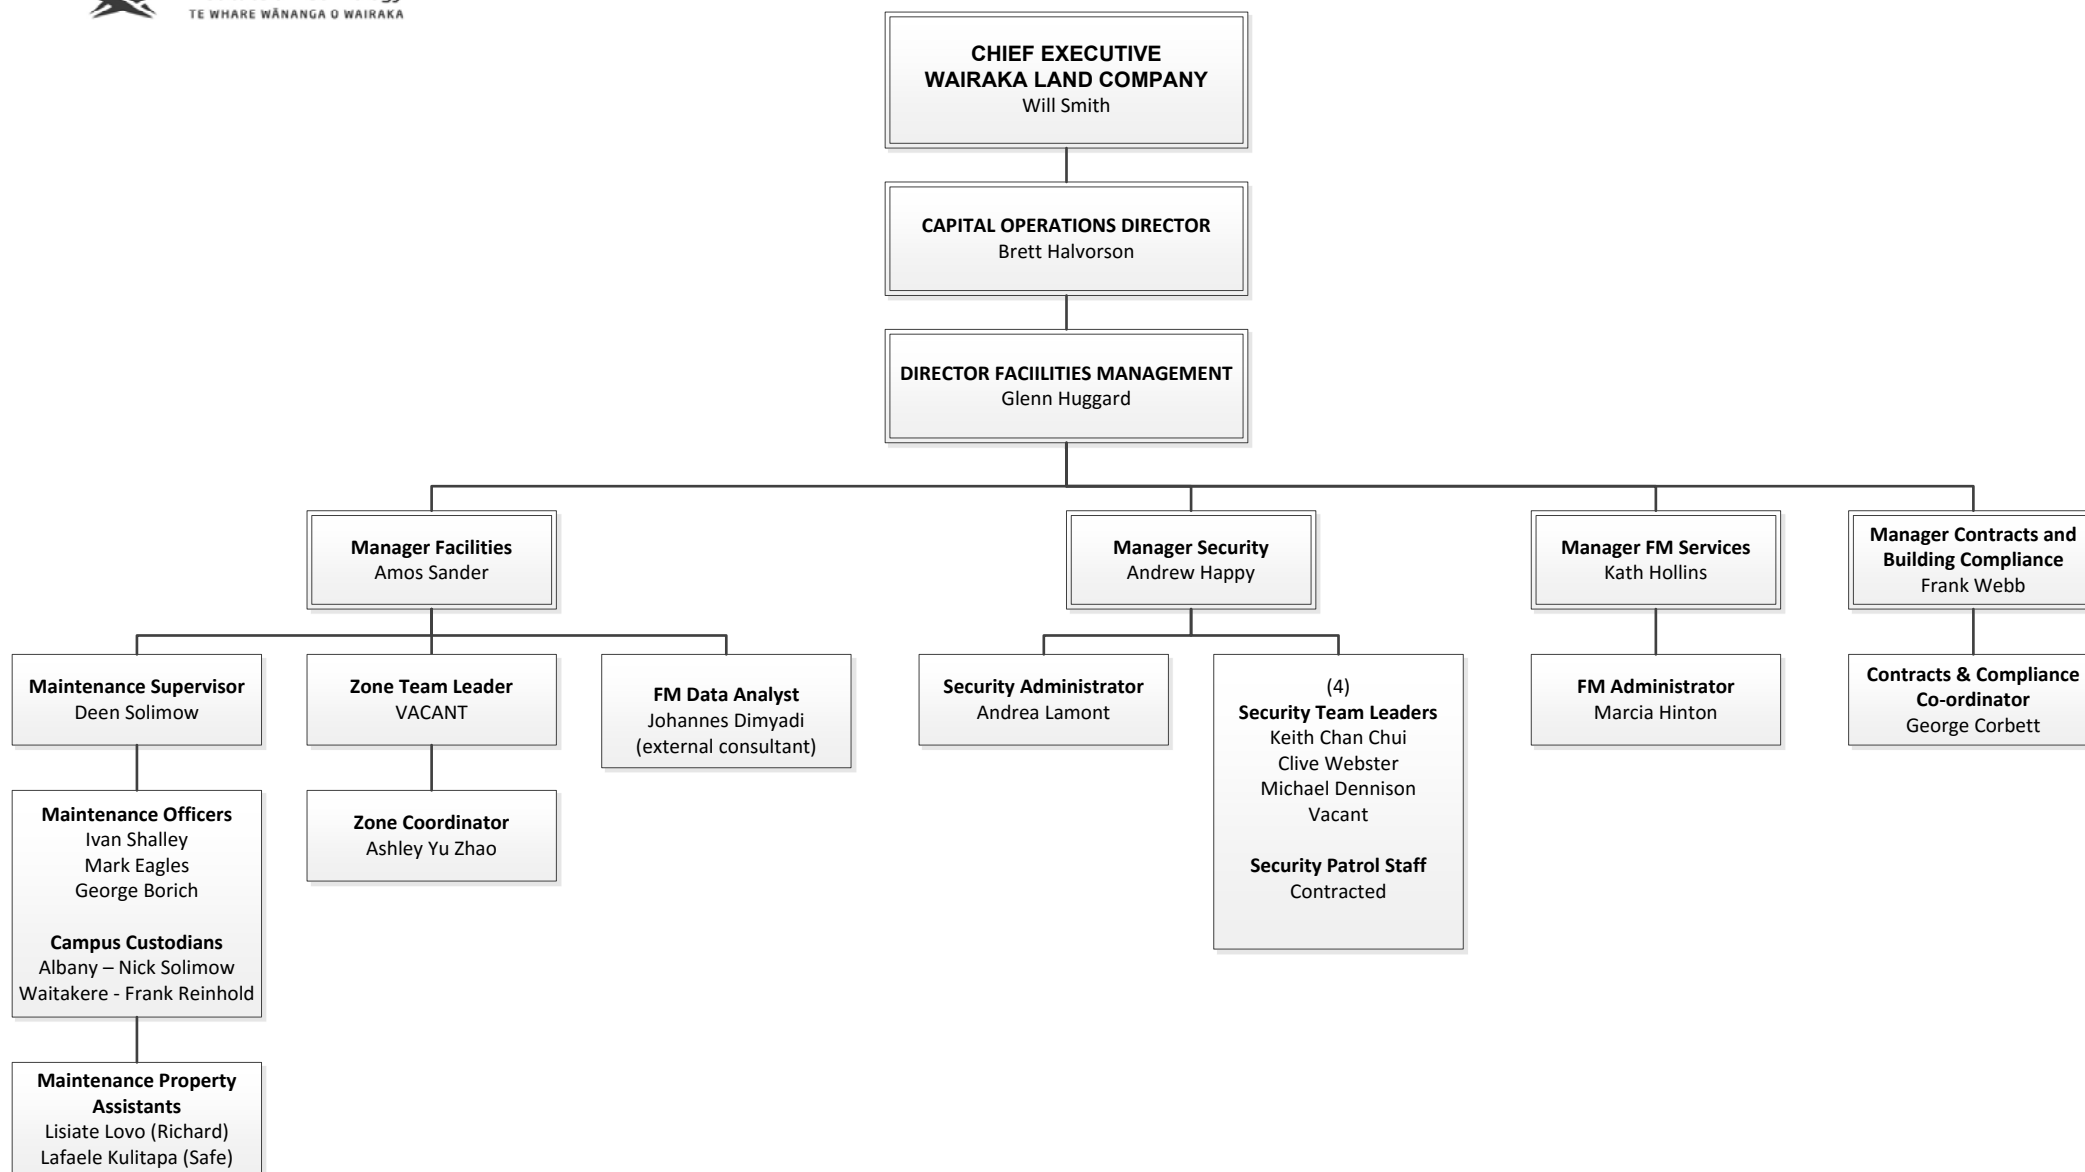 TE WHARE WĀNANGA O WAIRAKA
CHIEF EXECUTIVE
WAIRAKA LAND COMPANY
Will Smith
CAPITAL OPERATIONS DIRECTOR
Brett Halvorson
DIRECTOR FACIILITIES MANAGEMENT
Glenn Huggard
Manager Facilities
Amos Sander
Manager Security
Andrew Happy
Manager FM Services
Kath Hollins
Manager Contracts and
Building Compliance
Frank Webb
Maintenance Supervisor
Deen Solimow
Zone Team Leader
VACANT
FM Data Analyst
Johannes Dimyadi
(external consultant)
Security Administrator
Andrea Lamont
(4)
Security Team Leaders
Keith Chan Chui
Clive Webster
Michael Dennison
Vacant
Security Patrol Staff
Contracted
FM Administrator
Marcia Hinton
Contracts & Compliance
Co-ordinator
George Corbett
Maintenance Officers
Ivan Shalley
Mark Eagles
George Borich
Campus Custodians
Albany – Nick Solimow
Waitakere - Frank Reinhold
Zone Coordinator
Ashley Yu Zhao
Maintenance Property
Assistants
Lisiate Lovo (Richard)
Lafaele Kulitapa (Safe)